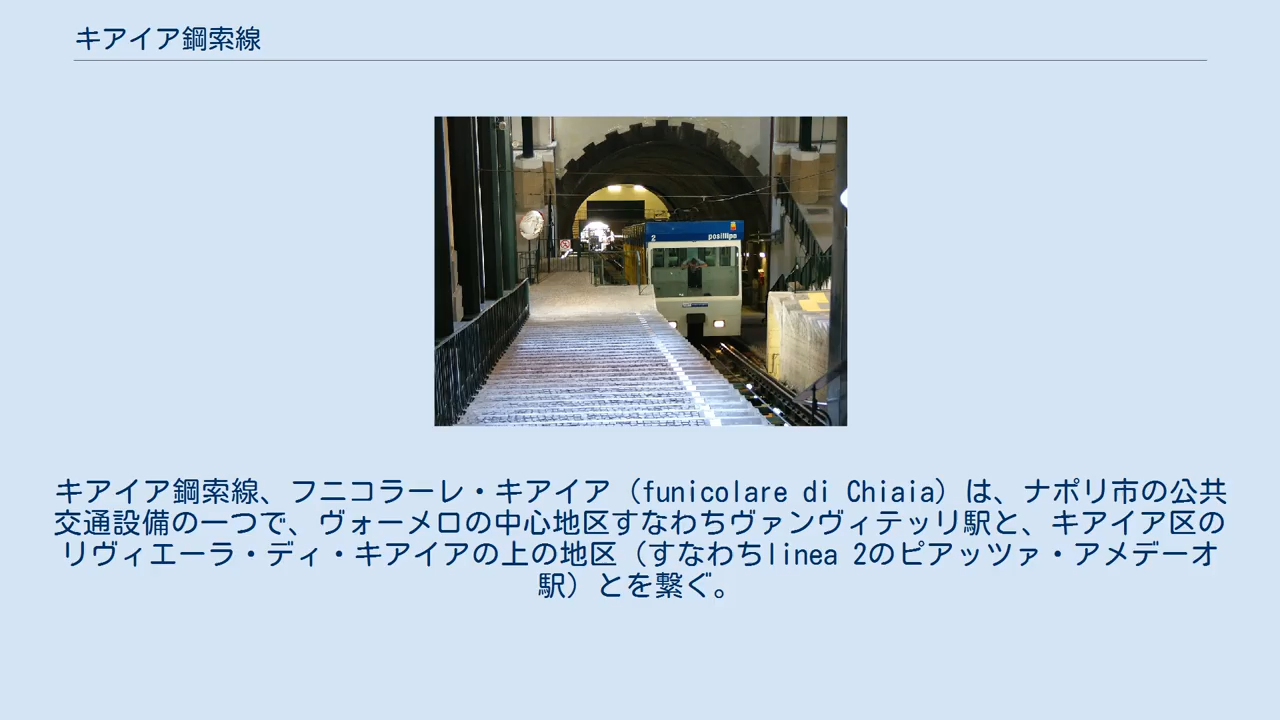 キアイア鋼索線
2 posillipo
キアイア鋼索線、フニコラーレ・キアイア（funicolare di Chiaia）は、ナポリ市の公共
交通設備の一つで、ヴォーメロの中心地区すなわちヴァンヴィテッリ駅と、キアイア区の
リヴィエーラ・ディ・キアイアの上の地区（すなわちlinea 2のピアッツァ・アメデーオ
駅）とを繋ぐ。